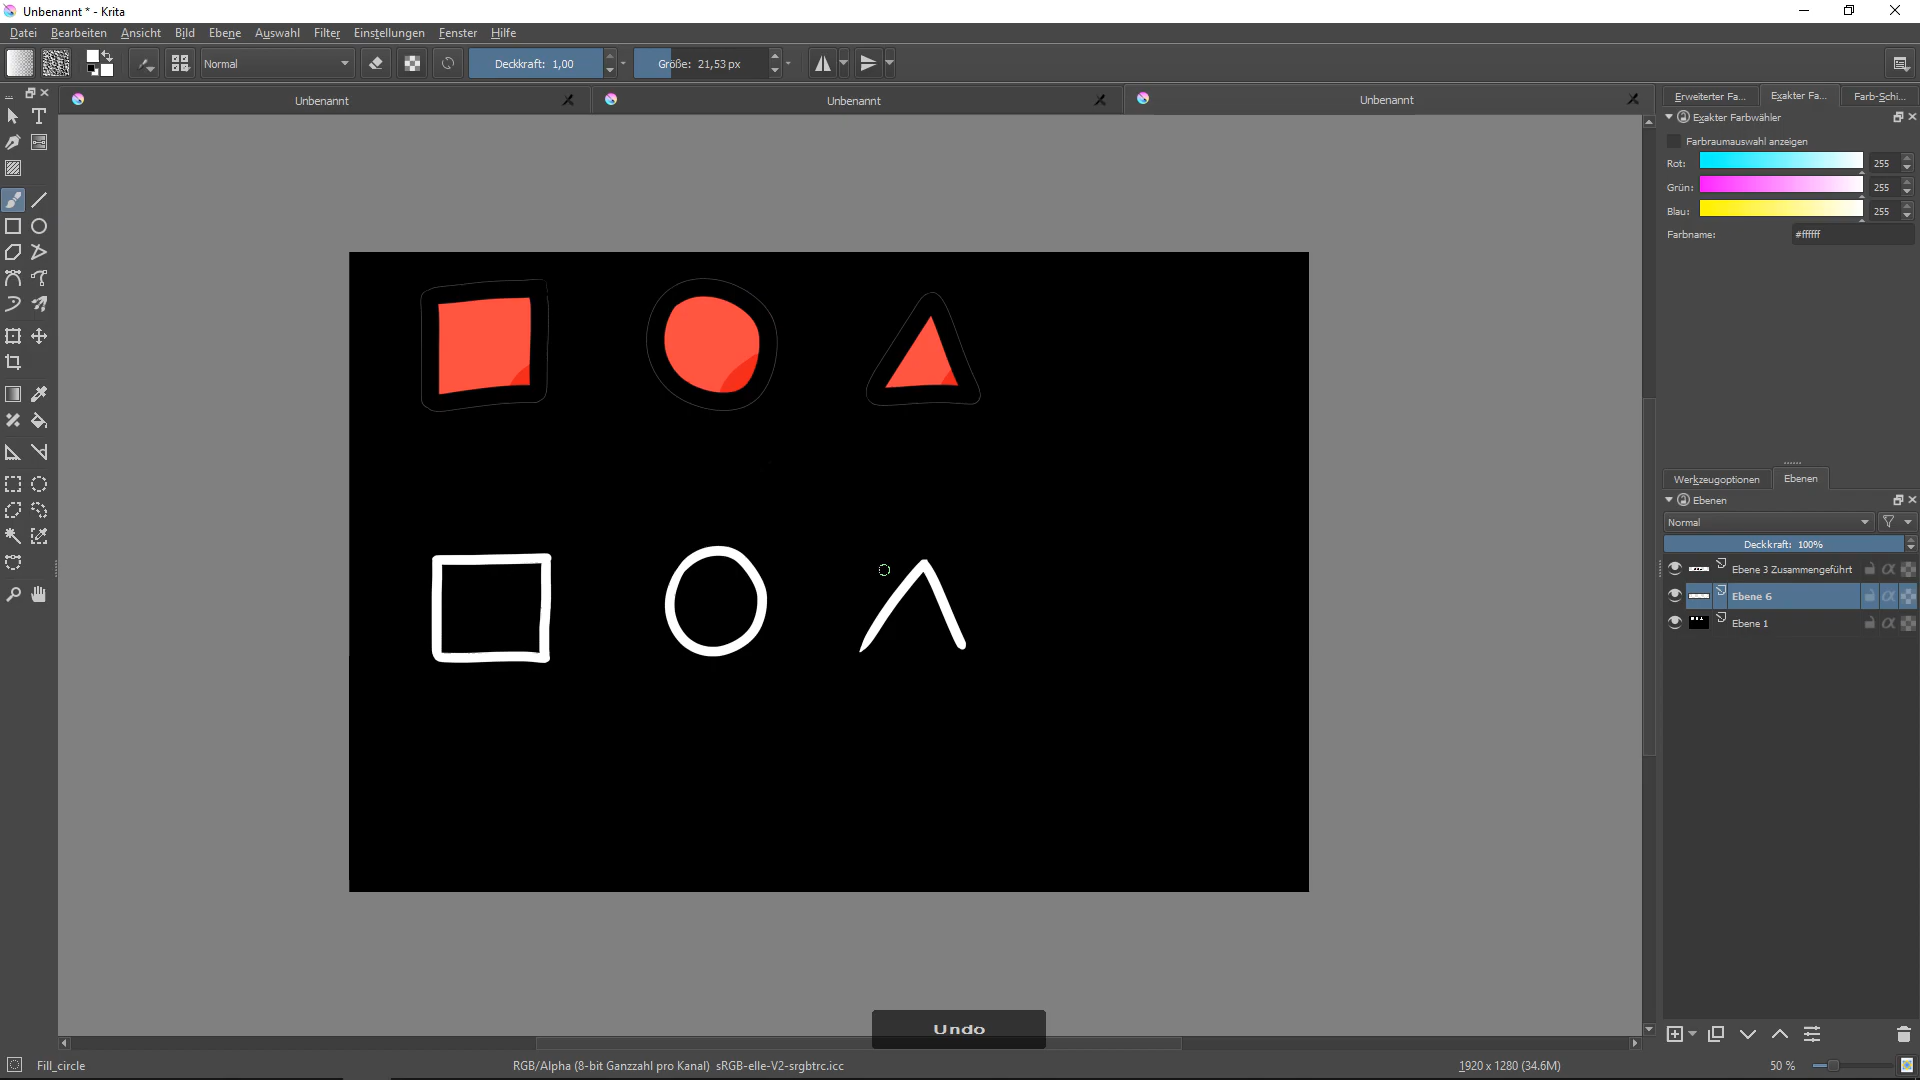 Unbenannt * - Krita
Datei Bearbeiten Ansicht Bild Ebene Auswahl Filter Einstellungen Fenster Hilfe
Normal Deckkraft: 1,00 Größe: 21,53 px
Unbenannt Unbenannt Unbenannt
Erweiterter Fa... Exakter Fa... Farb-Schi...
Exakter Farbwähler
Farbraumauswahl anzeigen
Rot: 255
Grün: 255
Blau: 255
Farbname: #ffffff
Werkzeugoptionen Ebenen
Ebenen
Normal
Deckkraft: 100%
Ebene 3 Zusammengeführt
Ebene 6
Ebene 1
Undo
Fill_circle RGB/Alpha (8-bit Ganzzahl pro Kanal) sRGB-elle-V2-srgbtrc.icc 1920 x 1280 (34.6M) 50 %